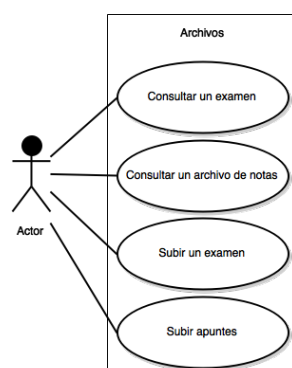 Archivos
Consultar un examen
Consultar un archivo de notas
Actor
Subir un examen
Subir apuntes